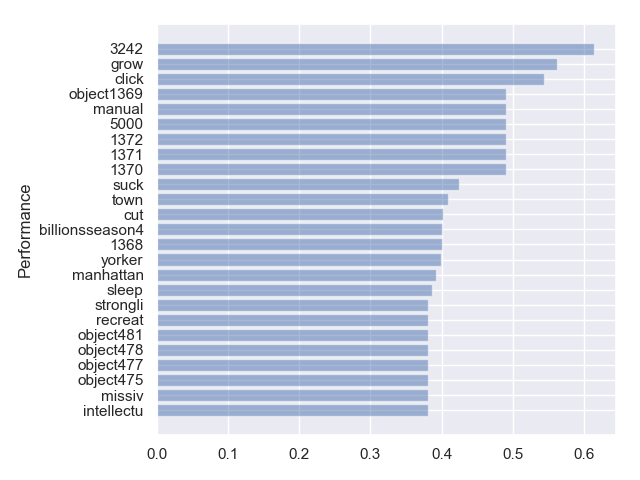 3242
grow
click
object1369
manual
5000
1372
1371
1370
suck
town
cut
billionsseason4
1368
yorker
manhattan
sleep
strongli
recreat
object481
object478
object477
object475
missiv
intellectu
Performance
0.0 0.1 0.2 0.3 0.4 0.5 0.6